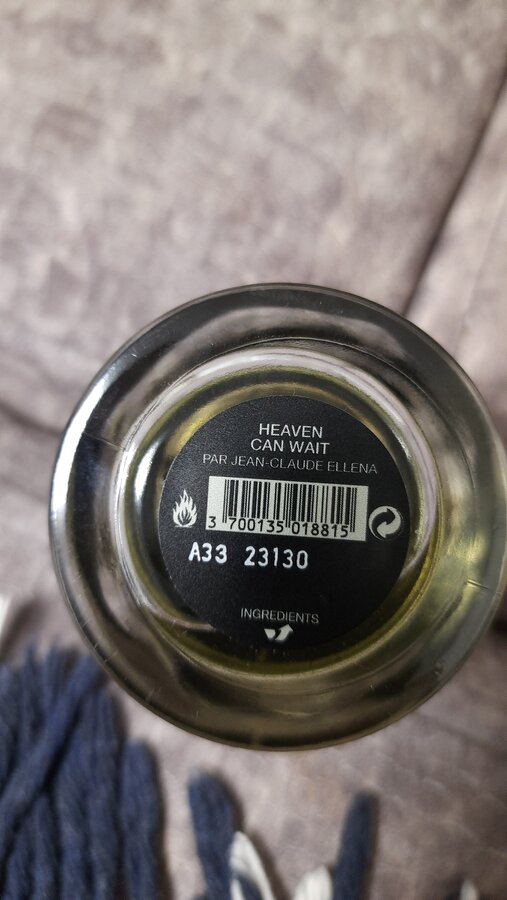 HEAVEN
CAN WAIT
PAR JEAN-CLAUDE ELLENA
3 700135 018815
A33 23130
INGREDIENTS